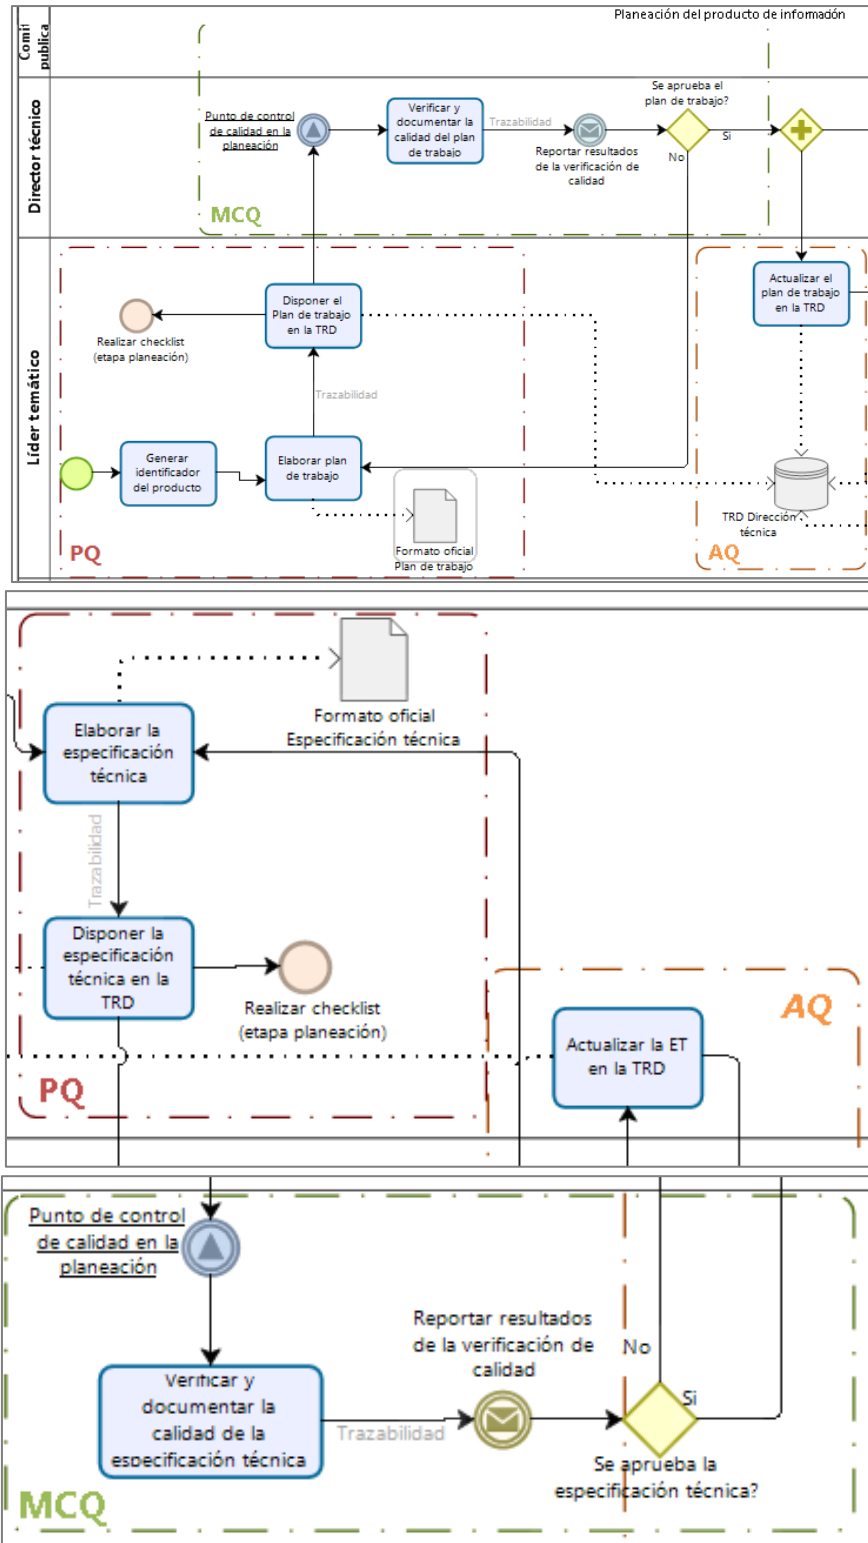 Planeación del producto de información
Comit
publica
Director técnico
Líder temático
Punto de control
de calidad en la
planeación
Verificar y
documentar la
calidad del plan
de trabajo
Trazabilidad
Reportar resultados
de la verificación de
calidad
Se aprueba el
plan de trabajo?
Si
No
MCQ
Disponer el
Plan de trabajo
en la TRD
Realizar checklist
(etapa planeación)
Trazabilidad
Generar
identificador
del producto
Elaborar plan
de trabajo
Formato oficial
Plan de trabajo
PQ
Actualizar el
plan de trabajo
en la TRD
TRD Dirección
técnica
AQ
Formato oficial
Especificación técnica
Elaborar la
especificación
técnica
Trazabilidad
Disponer la
especificación
técnica en la
TRD
Realizar checklist
(etapa planeación)
PQ
AQ
Actualizar la ET
en la TRD
Punto de control
de calidad en la
planeación
Verificar y
documentar la
calidad de la
especificación técnica
Trazabilidad
Reportar resultados
de la verificación de
calidad
No
Si
Se aprueba la
especificación técnica?
MCQ